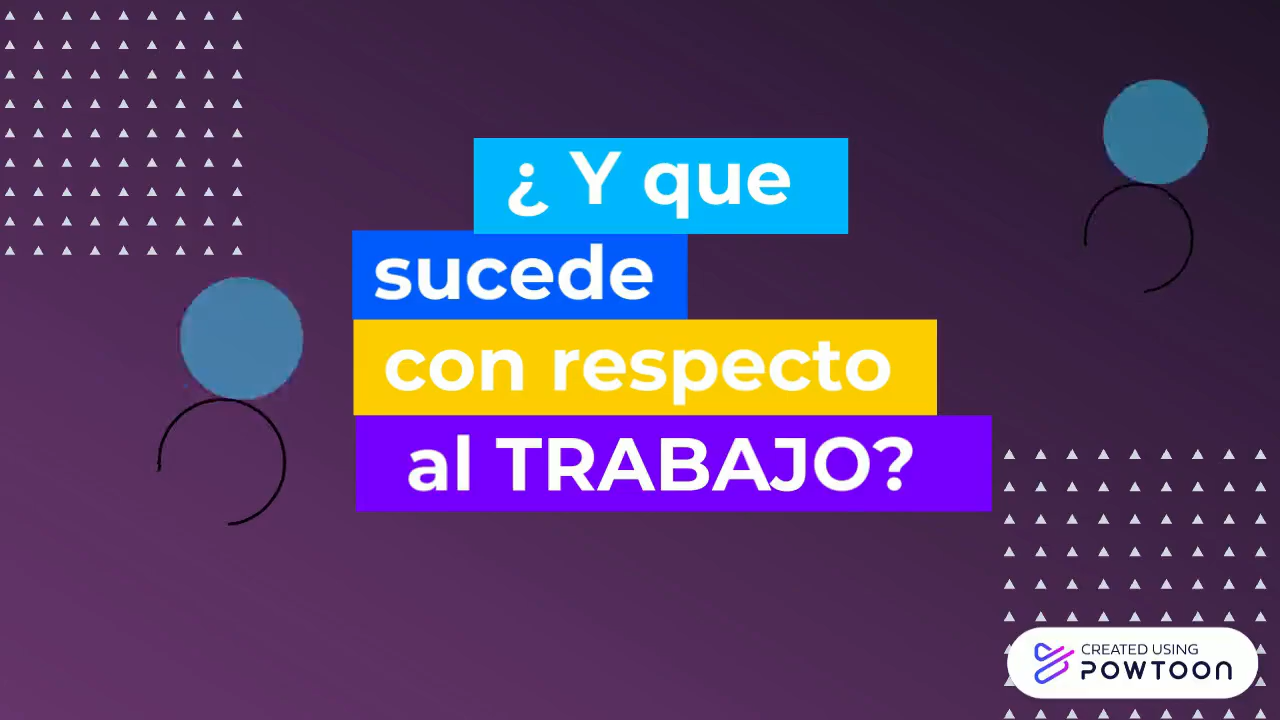 ¿ Y que
sucede
con respecto
al TRABAJO?
CREATED USING
POWTOON